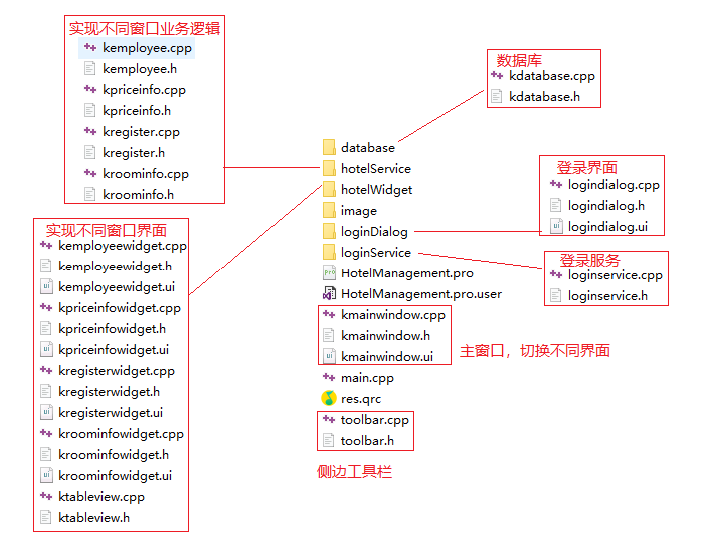 实现不同窗口业务逻辑
kemployee.cpp
kemployee.h
kpriceinfo.cpp
kpriceinfo.h
kregister.cpp
kregister.h
kroominfo.cpp
kroominfo.h
数据库
kdatabase.cpp
kdatabase.h
database
hotelService
hotelWidget
image
loginDialog
loginService
HotelManagement.pro
HotelManagement.pro.user
kmainwindow.cpp
kmainwindow.h
kmainwindow.ui
main.cpp
res.qrc
toolbar.cpp
toolbar.h
侧边工具栏
登录界面
logindialog.cpp
logindialog.h
logindialog.ui
登录服务
loginservice.cpp
loginservice.h
主窗口，切换不同界面
实现不同窗口界面
kemployeewidget.cpp
kemployeewidget.h
kemployeewidget.ui
kpriceinfowidget.cpp
kpriceinfowidget.h
kpriceinfowidget.ui
kregisterwidget.cpp
kregisterwidget.h
kregisterwidget.ui
kroominfowidget.cpp
kroominfowidget.h
kroominfowidget.ui
ktableview.cpp
ktableview.h